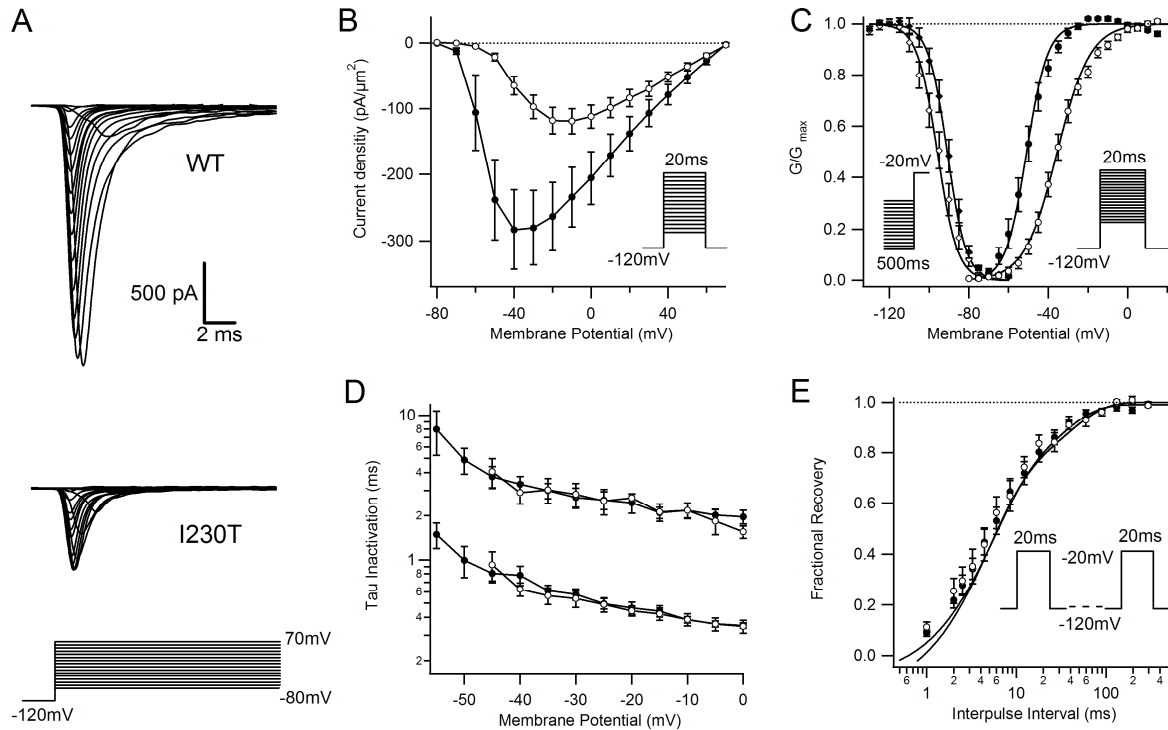 A
WT
500 pA
2 ms
I230T
70mV
-80mV
-120mV
B
0
-100
-200
-300
Current densitiy (pA/µm²)
-80
-40
0
40
Membrane Potential (mV)
20ms
-120mV
C
1.0
0.8
0.6
0.4
0.2
0.0
G/G max
-120
-80
-40
0
Membrane Potential (mV)
-20mV
500ms
20ms
-120mV
D
10
8
6
4
2
1
8
6
4
2
Tau Inactivation (ms)
-50
-40
-30
-20
-10
0
Membrane Potential (mV)
E
1.0
0.8
0.6
0.4
0.2
0.0
Fractional Recovery
6
1
2
4
6
10
2
4
6
100
2
4
Interpulse Interval (ms)
20ms
-20mV
20ms
-120mV